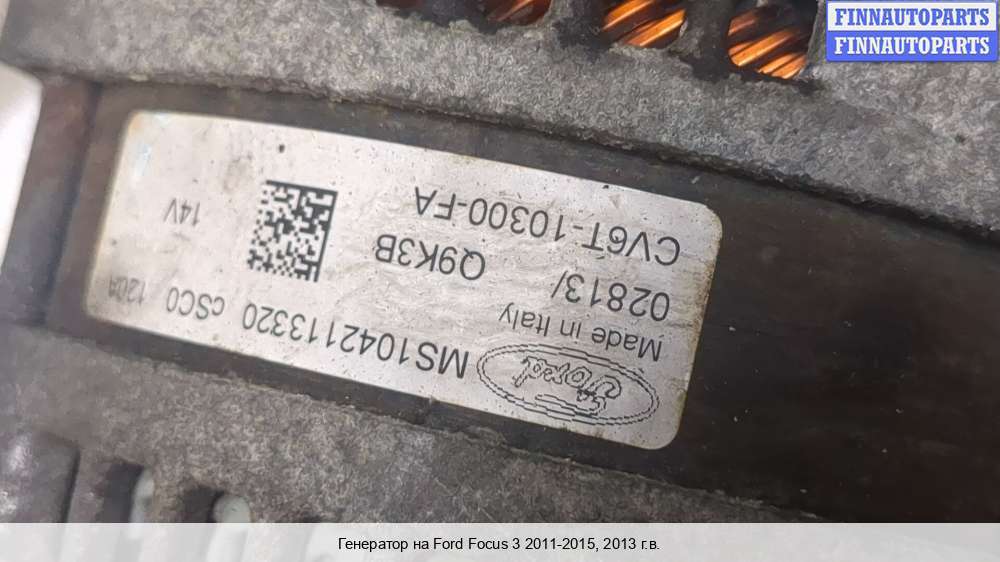 FINNAUTOPARTS
FINNAUTOPARTS
Ford
MS1042113320 cSC0 120A
Made in Italy
02813/ Q9K3B 14V
CV6T-10300-FA
Генератор на Ford Focus 3 2011-2015, 2013 г.в.